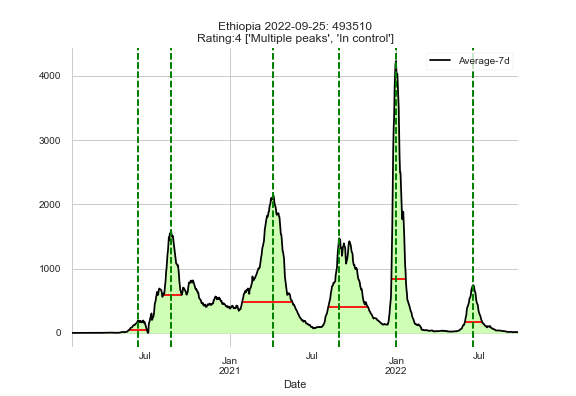 Ethiopia 2022-09-25: 493510
Rating:4 ['Multiple peaks', 'In control']
Average-7d
4000
3000
2000
1000
0
Jul
Jan
2021
Jul
Jan
2022
Jul
Date